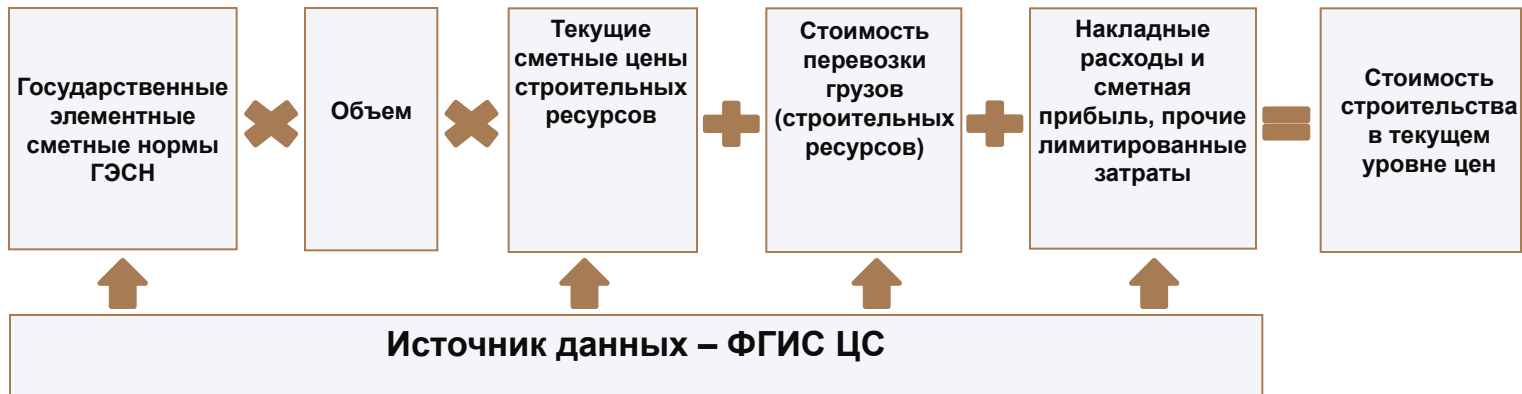 Государственные
элементные
сметные нормы
ГЭСН
Объем
Текущие
сметные цены
строительных
ресурсов
Стоимость
перевозки
грузов
(строительных
ресурсов)
Накладные
расходы и
сметная
прибыль, прочие
лимитированные
затраты
Стоимость
строительства
в текущем
уровне цен
Источник данных – ФГИС ЦС